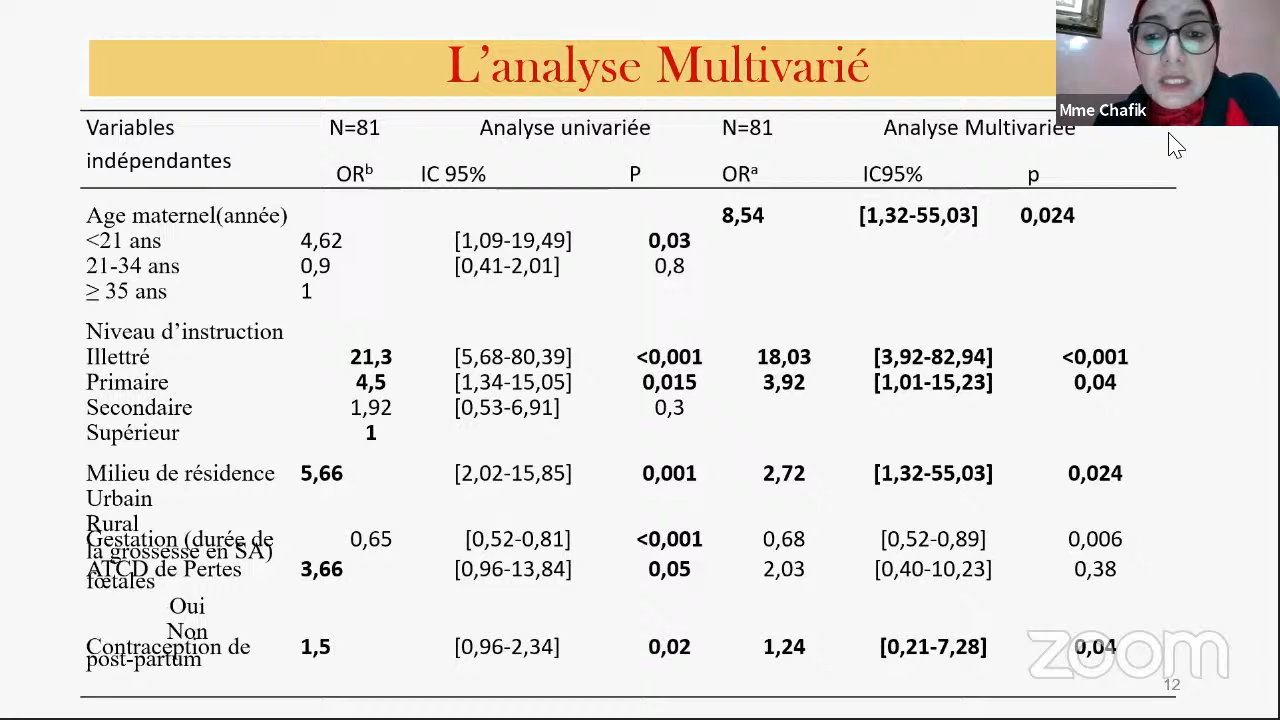 L'analyse Multivarié
Mme Chafik
Variables indépendantes N=81 Analyse univariée N=81 Analyse Multivariée
ORᵇ IC 95% P ORᵃ IC95% p
Age maternel(année) 8,54 [1,32-55,03] 0,024
<21 ans 4,62 [1,09-19,49] 0,03
21-34 ans 0,9 [0,41-2,01] 0,8
≥ 35 ans 1
Niveau d'instruction
Illettré 21,3 [5,68-80,39] <0,001 18,03 [3,92-82,94] <0,001
Primaire 4,5 [1,34-15,05] 0,015 3,92 [1,01-15,23] 0,04
Secondaire 1,92 [0,53-6,91] 0,3
Supérieur 1
Milieu de résidence 5,66 [2,02-15,85] 0,001 2,72 [1,32-55,03] 0,024
Urbain
Rural
Gestation (durée de 0,65 [0,52-0,81] <0,001 0,68 [0,52-0,89] 0,006
la grossesse en SA)
ATCD de Pertes 3,66 [0,96-13,84] 0,05 2,03 [0,40-10,23] 0,38
fœtales
Oui
Non
Contraception de 1,5 [0,96-2,34] 0,02 1,24 [0,21-7,28] 0,04
post-partum
zoom
12